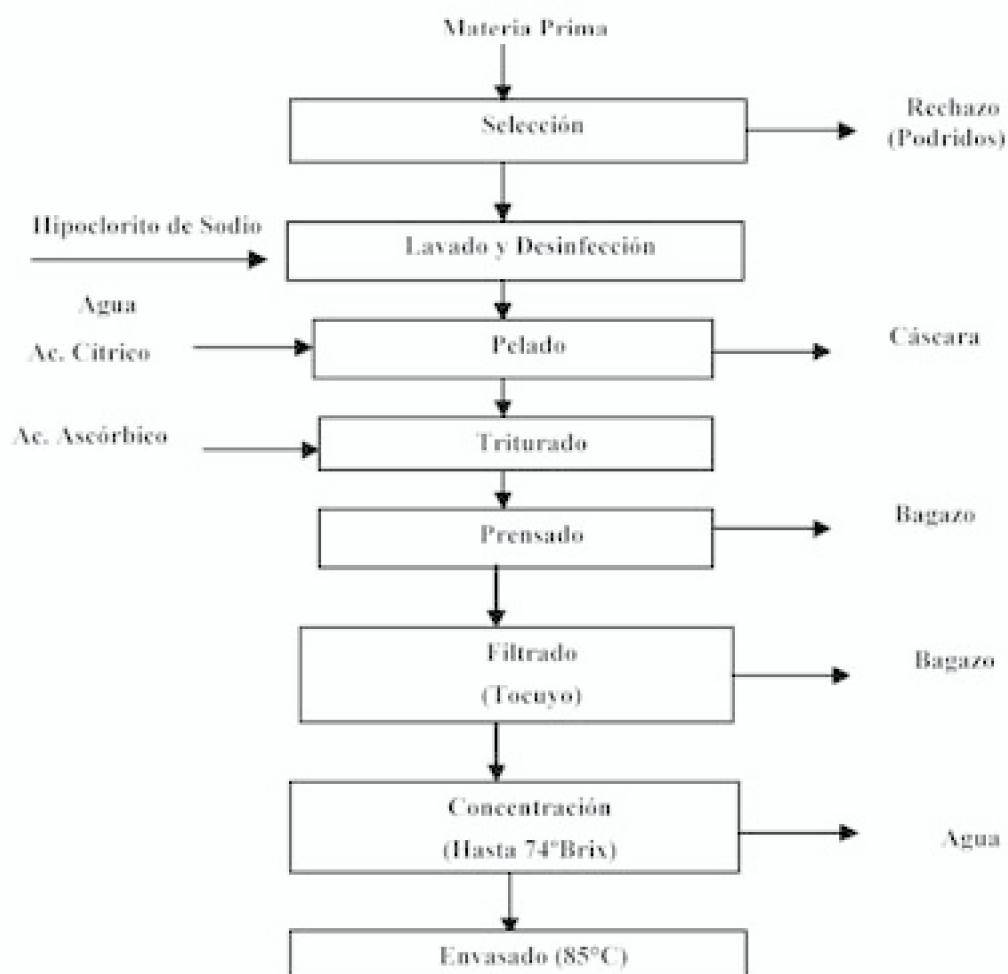 Materia Prima
Selección
Rechazo
(Podridos)
Hipoclorito de Sodio
Lavado y Desinfección
Agua
Ac. Cítrico
Pelado
Cáscara
Ac. Ascórbico
Triturado
Prensado
Bagazo
Filtrado
(Tocuyo)
Bagazo
Concentración
(Hasta 74°Brix)
Agua
Envasado (85°C)